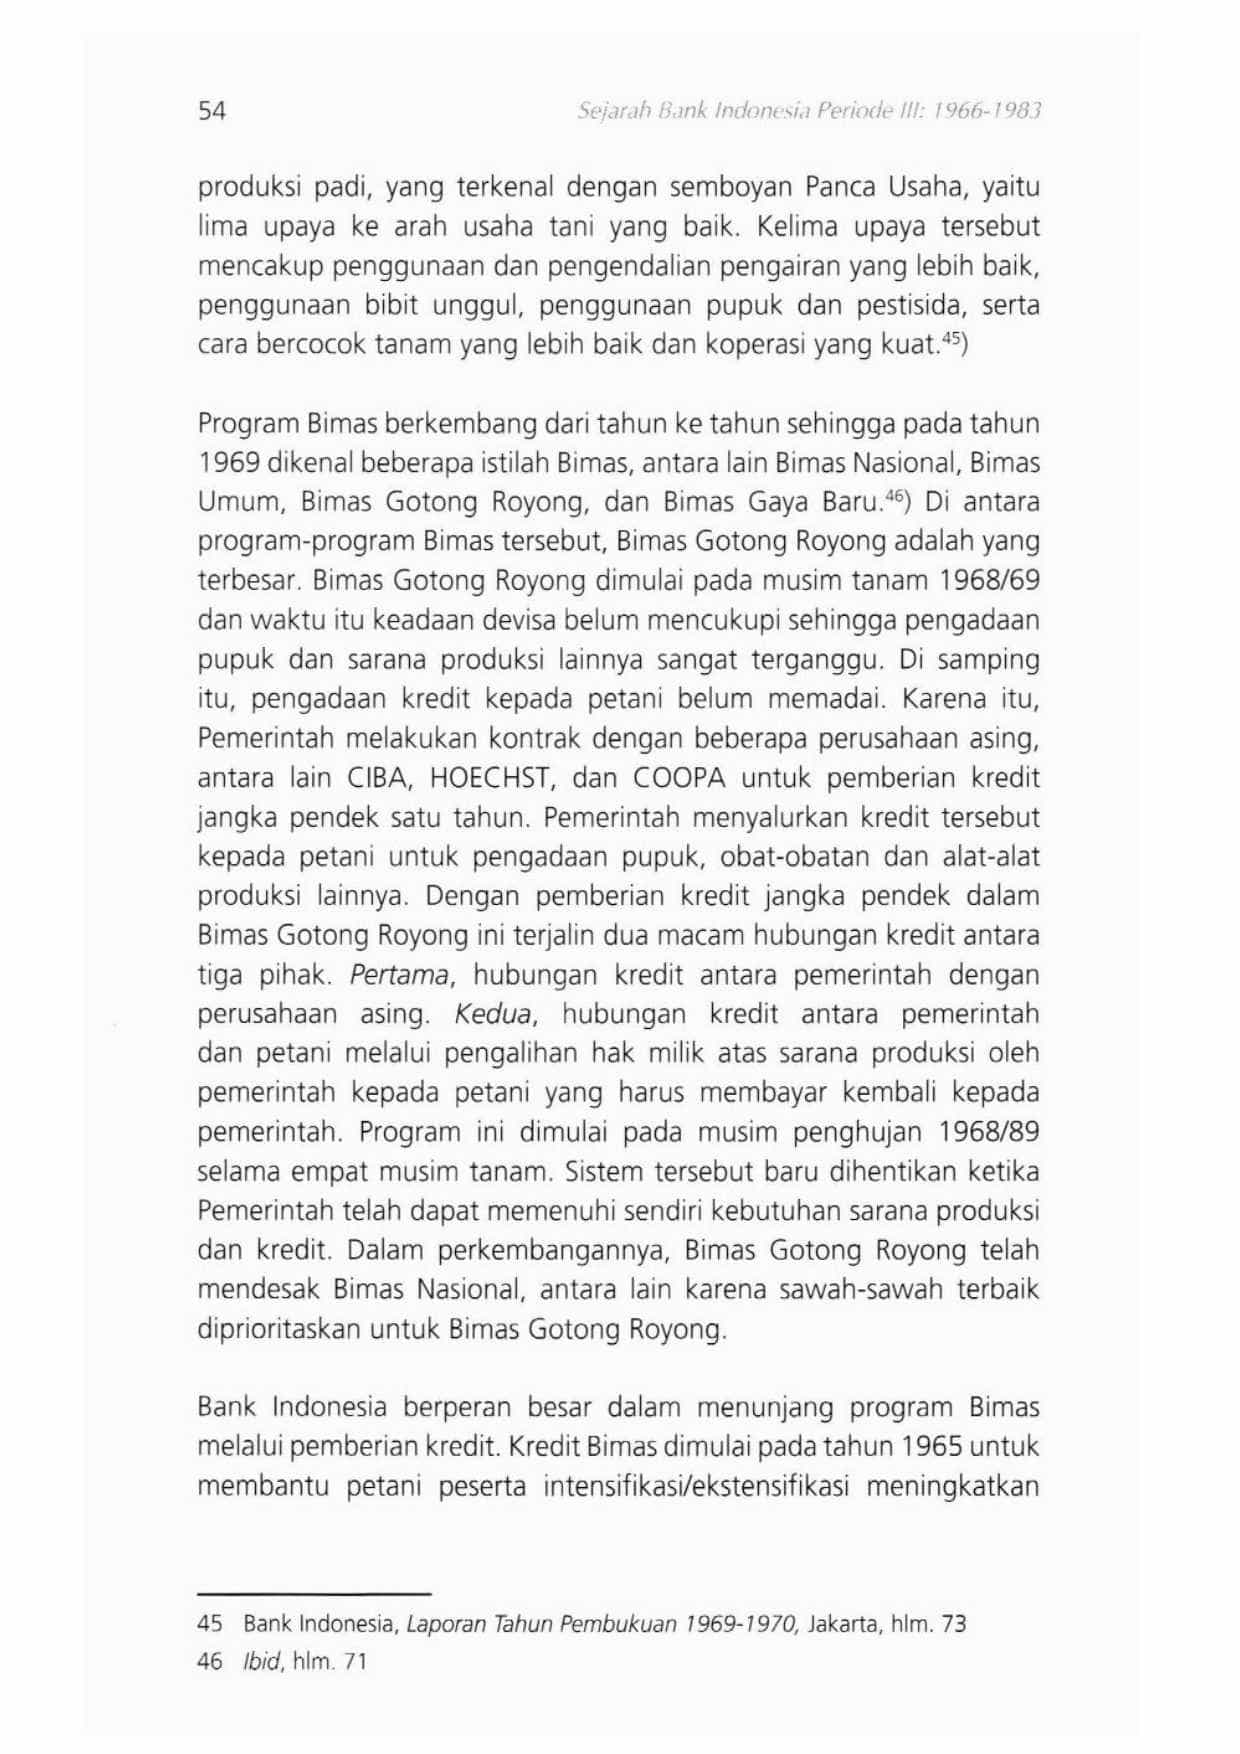 54
Sejarah Bank Indonesia Periode III: 1966-1983
produksi padi, yang terkenal dengan semboyan Panca Usaha, yaitu
lima upaya ke arah usaha tani yang baik. Kelima upaya tersebut
mencakup penggunaan dan pengendalian pengairan yang lebih baik,
penggunaan bibit unggul, penggunaan pupuk dan pestisida, serta
cara bercocok tanam yang lebih baik dan koperasi yang kuat.45)
Program Bimas berkembang dari tahun ke tahun sehingga pada tahun
1969 dikenal beberapa istilah Bimas, antara lain Bimas Nasional, Bimas
Umum, Bimas Gotong Royong, dan Bimas Gaya Baru.46) Di antara
program-program Bimas tersebut, Bimas Gotong Royong adalah yang
terbesar. Bimas Gotong Royong dimulai pada musim tanam 1968/69
dan waktu itu keadaan devisa belum mencukupi sehingga pengadaan
pupuk dan sarana produksi lainnya sangat terganggu. Di samping
itu, pengadaan kredit kepada petani belum memadai. Karena itu,
Pemerintah melakukan kontrak dengan beberapa perusahaan asing,
antara lain CIBA, HOECHST, dan COOPA untuk pemberian kredit
jangka pendek satu tahun. Pemerintah menyalurkan kredit tersebut
kepada petani untuk pengadaan pupuk, obat-obatan dan alat-alat
produksi lainnya. Dengan pemberian kredit jangka pendek dalam
Bimas Gotong Royong ini terjalin dua macam hubungan kredit antara
tiga pihak. Pertama, hubungan kredit antara pemerintah dengan
perusahaan asing. Kedua, hubungan kredit antara pemerintah
dan petani melalui pengalihan hak milik atas sarana produksi oleh
pemerintah kepada petani yang harus membayar kembali kepada
pemerintah. Program ini dimulai pada musim penghujan 1968/89
selama empat musim tanam. Sistem tersebut baru dihentikan ketika
Pemerintah telah dapat memenuhi sendiri kebutuhan sarana produksi
dan kredit. Dalam perkembangannya, Bimas Gotong Royong telah
mendesak Bimas Nasional, antara lain karena sawah-sawah terbaik
diprioritaskan untuk Bimas Gotong Royong.
Bank Indonesia berperan besar dalam menunjang program Bimas
melalui pemberian kredit. Kredit Bimas dimulai pada tahun 1965 untuk
membantu petani peserta intensifikasi/ekstensifikasi meningkatkan
45 Bank Indonesia, Laporan Tahun Pembukuan 1969-1970, Jakarta, hlm. 73
46 Ibid, hlm. 71